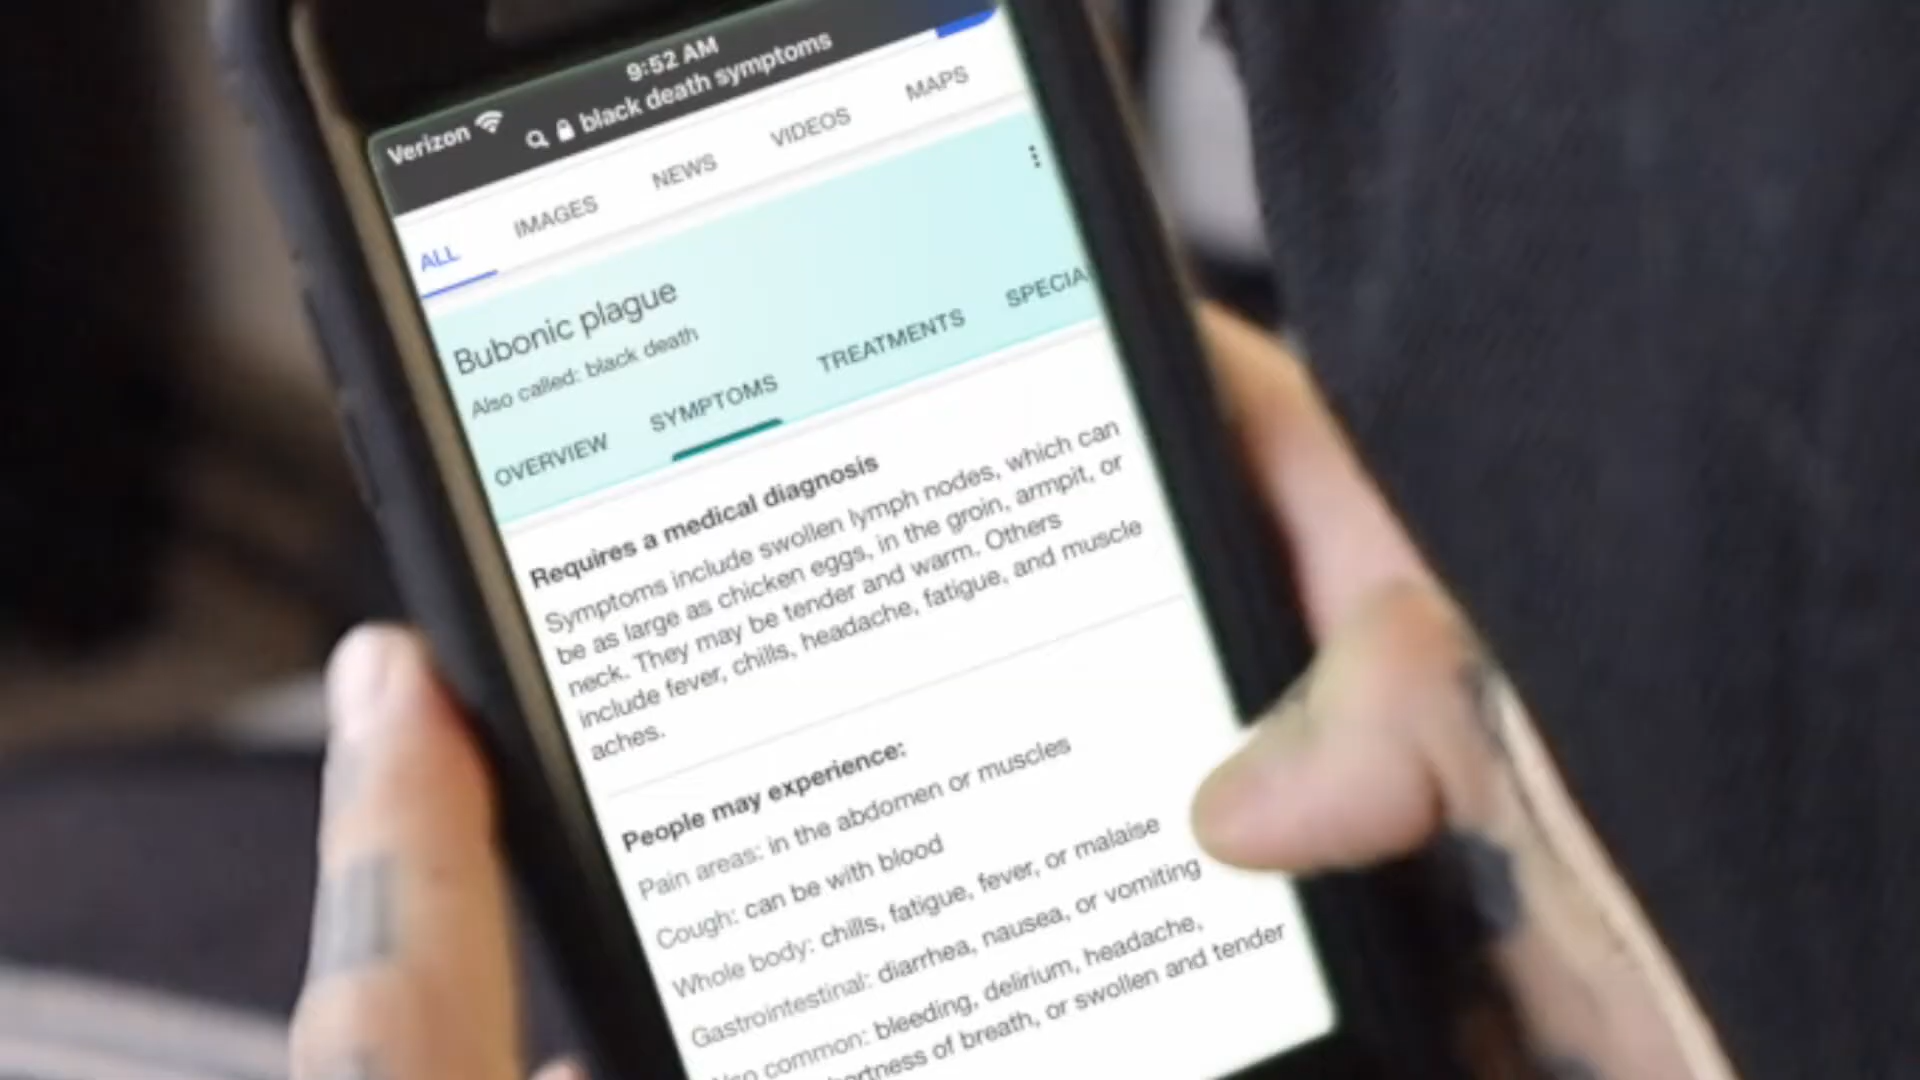 9:52 AM
Verizon
black death symptoms
ALL IMAGES NEWS VIDEOS MAPS
Bubonic plague
Also called: black death
OVERVIEW SYMPTOMS TREATMENTS SPECIA
Requires a medical diagnosis
Symptoms include swollen lymph nodes, which can
be as large as chicken eggs, in the groin, armpit, or
neck. They may be tender and warm. Others
include fever, chills, headache, fatigue, and muscle
aches.
People may experience:
Pain areas: in the abdomen or muscles
Cough: can be with blood
Whole body: chills, fatigue, fever, or malaise
Gastrointestinal: diarrhea, nausea, or vomiting
lso common: bleeding, delirium, headache,
ortness of breath, or swollen and tender